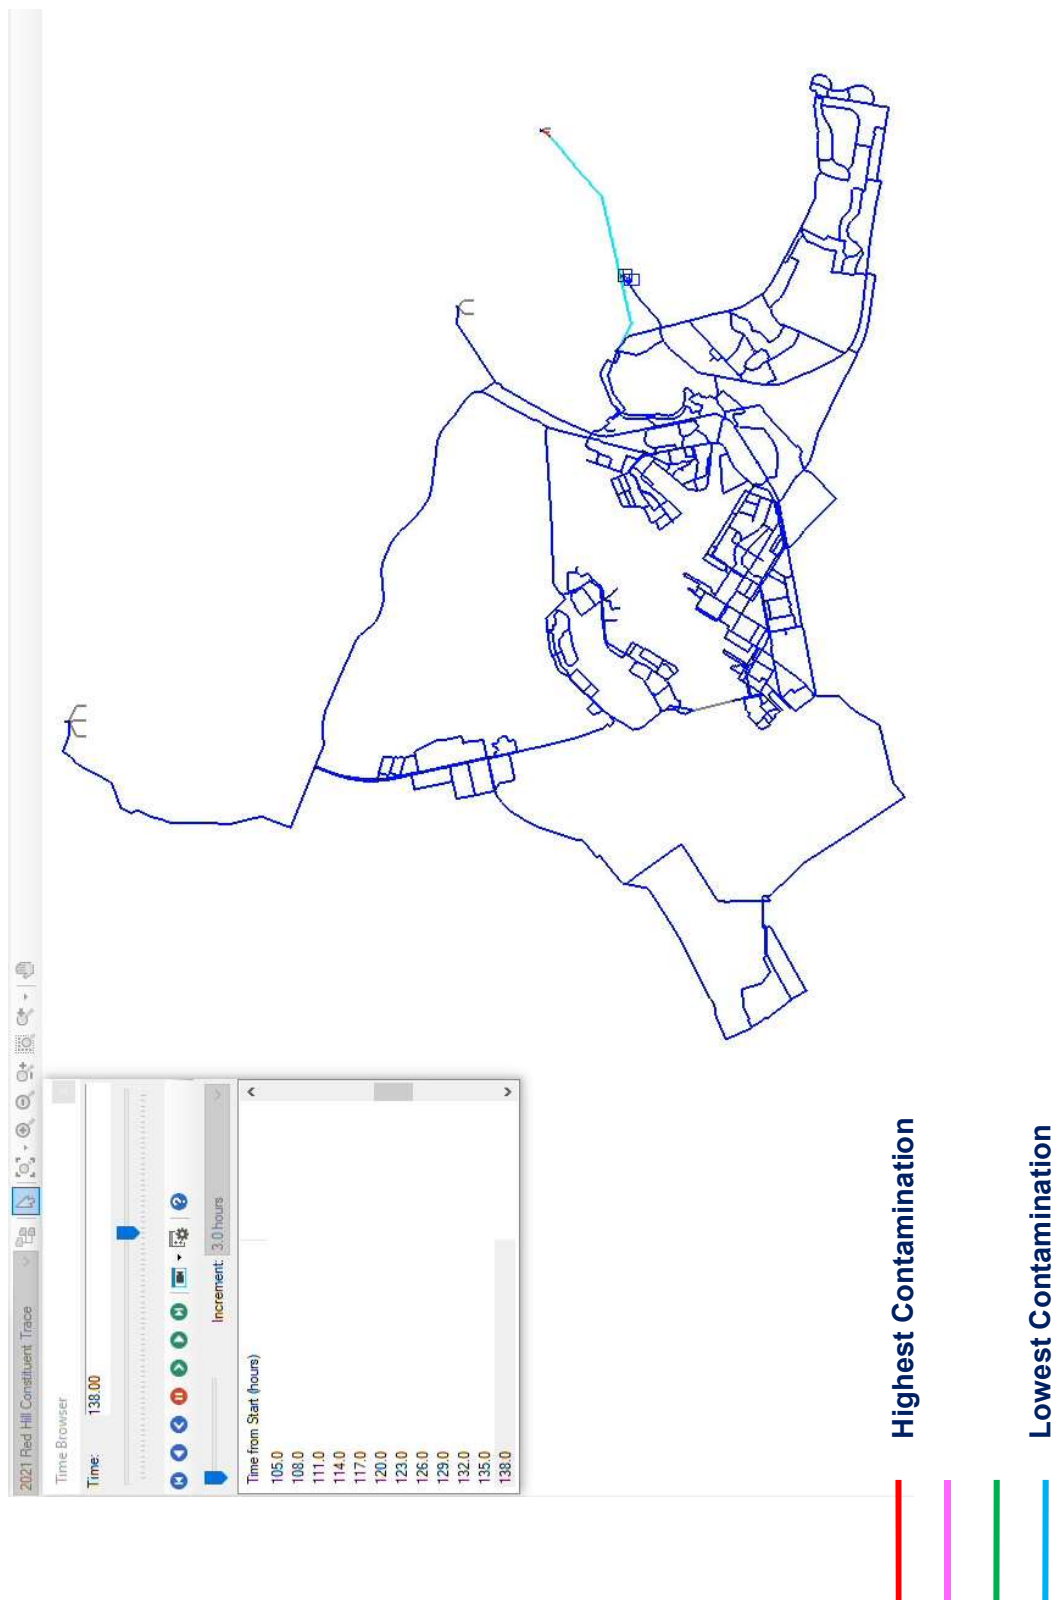 2021 Red Hill Constituent Trace
Time Browser
Time:
138.00
Increment:
3.0 hours
Time from Start (hours)
105.0
108.0
111.0
114.0
117.0
120.0
123.0
126.0
129.0
132.0
135.0
138.0
Highest Contamination
Lowest Contamination